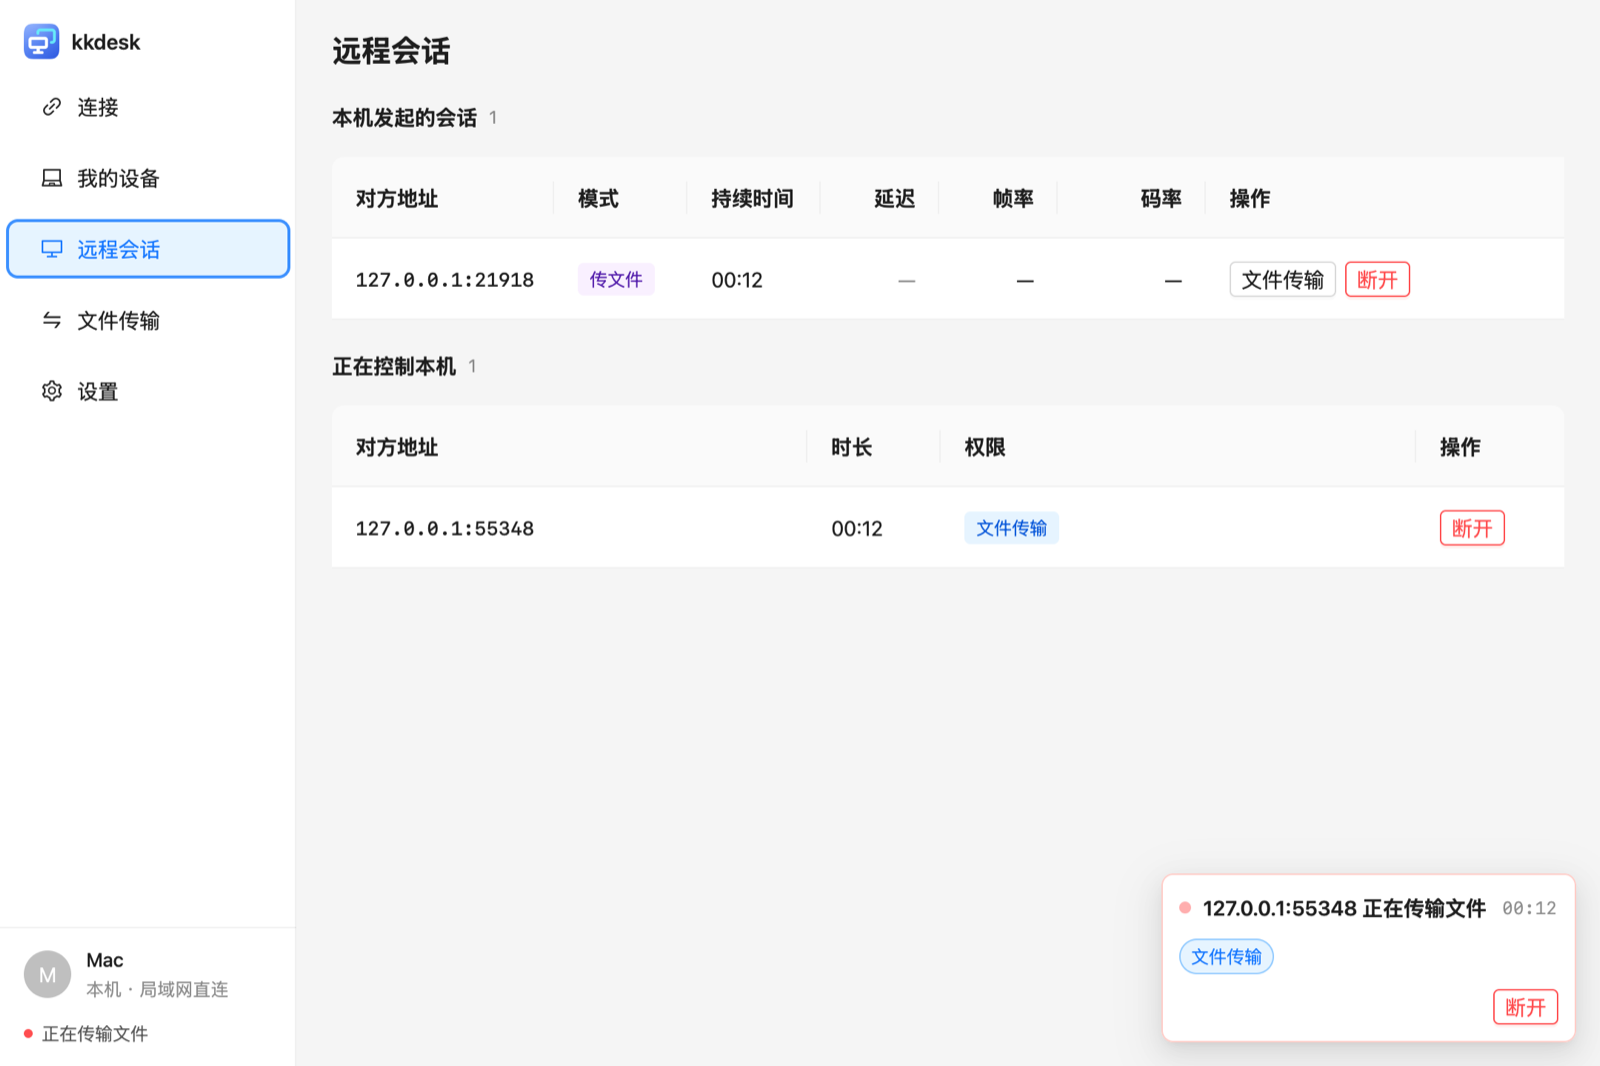 kkdesk
连接
我的设备
远程会话
文件传输
设置
Mac
M
本机 · 局域网直连
正在传输文件
远程会话
本机发起的会话 1
对方地址 模式 持续时间 延迟 帧率 码率 操作
127.0.0.1:21918 传文件 00:12 — — — 文件传输 断开
正在控制本机 1
对方地址 时长 权限 操作
127.0.0.1:55348 00:12 文件传输 断开
127.0.0.1:55348 正在传输文件 00:12
文件传输
断开